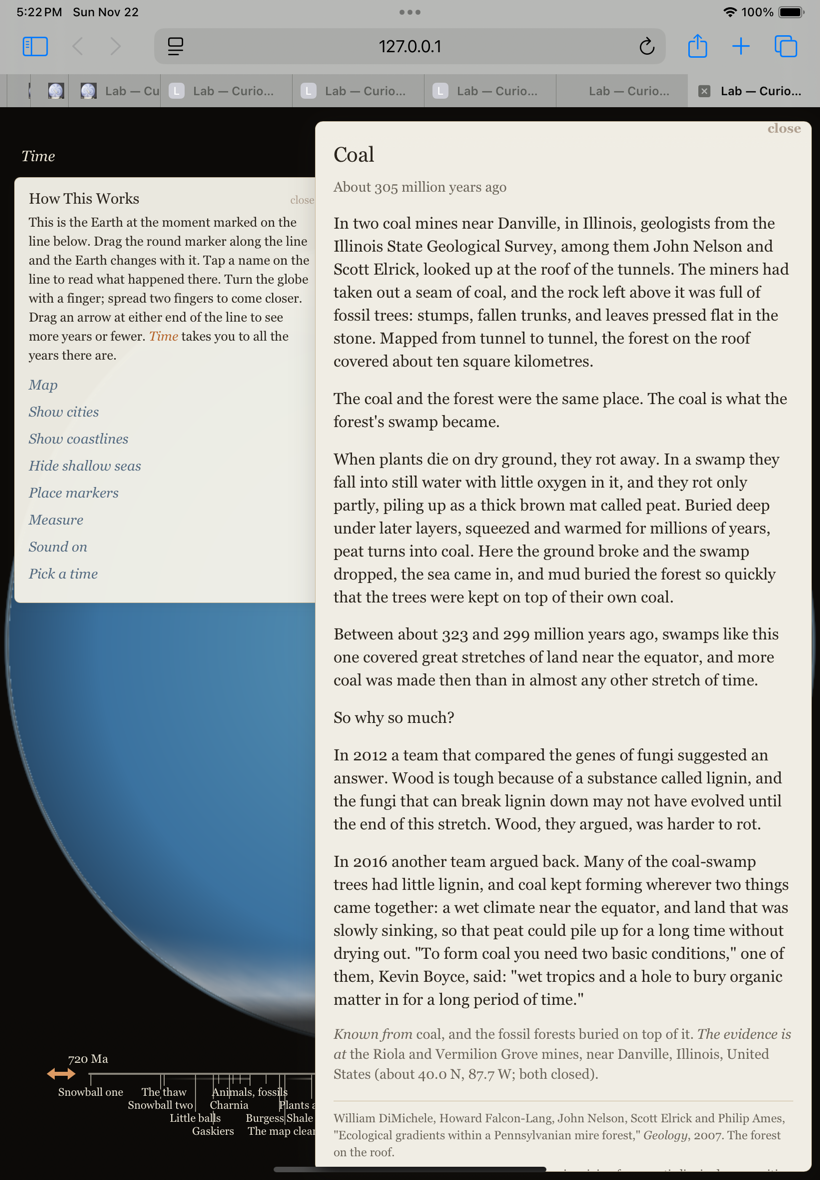 5:22 PM Sun Nov 22
100%
127.0.0.1
Lab — Cu
L Lab — Curio...
L Lab — Curio...
L Lab — Curio...
Lab — Curio...
Lab — Curio...
Time
How This Works
close
This is the Earth at the moment marked on the
line below. Drag the round marker along the line
and the Earth changes with it. Tap a name on the
line to read what happened there. Turn the globe
with a finger; spread two fingers to come closer.
Drag an arrow at either end of the line to see
more years or fewer. Time takes you to all the
years there are.
Map
Show cities
Show coastlines
Hide shallow seas
Place markers
Measure
Sound on
Pick a time
close
Coal
About 305 million years ago
In two coal mines near Danville, in Illinois, geologists from the
Illinois State Geological Survey, among them John Nelson and
Scott Elrick, looked up at the roof of the tunnels. The miners had
taken out a seam of coal, and the rock left above it was full of
fossil trees: stumps, fallen trunks, and leaves pressed flat in the
stone. Mapped from tunnel to tunnel, the forest on the roof
covered about ten square kilometres.
The coal and the forest were the same place. The coal is what the
forest's swamp became.
When plants die on dry ground, they rot away. In a swamp they
fall into still water with little oxygen in it, and they rot only
partly, piling up as a thick brown mat called peat. Buried deep
under later layers, squeezed and warmed for millions of years,
peat turns into coal. Here the ground broke and the swamp
dropped, the sea came in, and mud buried the forest so quickly
that the trees were kept on top of their own coal.
Between about 323 and 299 million years ago, swamps like this
one covered great stretches of land near the equator, and more
coal was made then than in almost any other stretch of time.
So why so much?
In 2012 a team that compared the genes of fungi suggested an
answer. Wood is tough because of a substance called lignin, and
the fungi that can break lignin down may not have evolved until
the end of this stretch. Wood, they argued, was harder to rot.
In 2016 another team argued back. Many of the coal-swamp
trees had little lignin, and coal kept forming wherever two things
came together: a wet climate near the equator, and land that was
slowly sinking, so that peat could pile up for a long time without
drying out. "To form coal you need two basic conditions," one of
them, Kevin Boyce, said: "wet tropics and a hole to bury organic
matter in for a long period of time."
Known from coal, and the fossil forests buried on top of it. The evidence is
at the Riola and Vermilion Grove mines, near Danville, Illinois, United
States (about 40.0 N, 87.7 W; both closed).
William DiMichele, Howard Falcon-Lang, John Nelson, Scott Elrick and Philip Ames,
"Ecological gradients within a Pennsylvanian mire forest," Geology, 2007. The forest
on the roof.
720 Ma
Snowball one
The thaw
Animals, fossils
Snowball two
Charnia
Plants a
Little balls
Burgess Shale
Gaskiers
The map clear